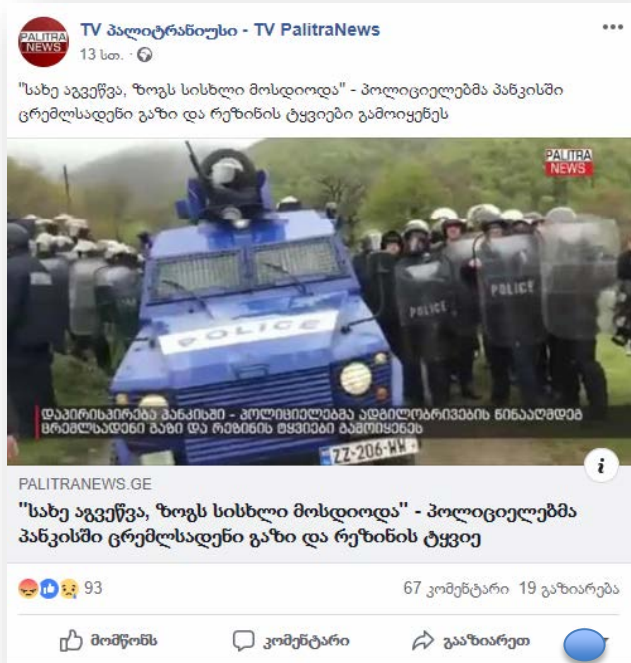 PALITRA
NEWS
TV პალიტრანიუსი - TV PalitraNews
13 სთ. ·
"სახე აგვეწვა, ზოგს სისხლი მოსდიოდა" - პოლიციელებმა პანკისში
ცრემლსადენი გაზი და რეზინის ტყვიები გამოიყენეს
PALITRA
NEWS
POLICE
POLICE
POLICE
დაპირისპირება პანკისში - პოლიციელებმა ადგილობრივების წინააღმდეგ
ცრემლსადენი გაზი და რეზინის ტყვიები გამოიყენეს
ZZ-206-WW
PALITRANEWS.GE
"სახე აგვეწვა, ზოგს სისხლი მოსდიოდა" - პოლიციელებმა
პანკისში ცრემლსადენი გაზი და რეზინის ტყვიე
93
67 კომენტარი 19 გაზიარება
მომწონს
კომენტარი
გააზიარეთ